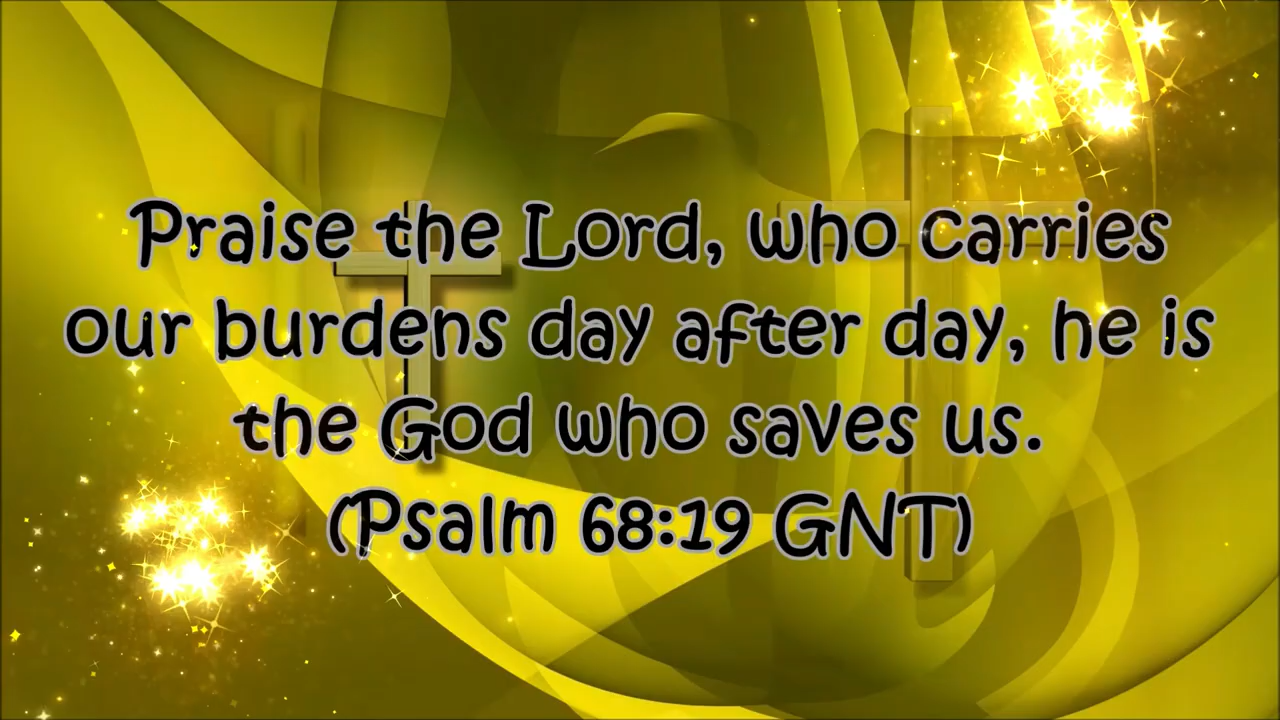 Praise the Lord, who carries
our burdens day after day, he is
the God who saves us.
(Psalm 68:19 GNT)